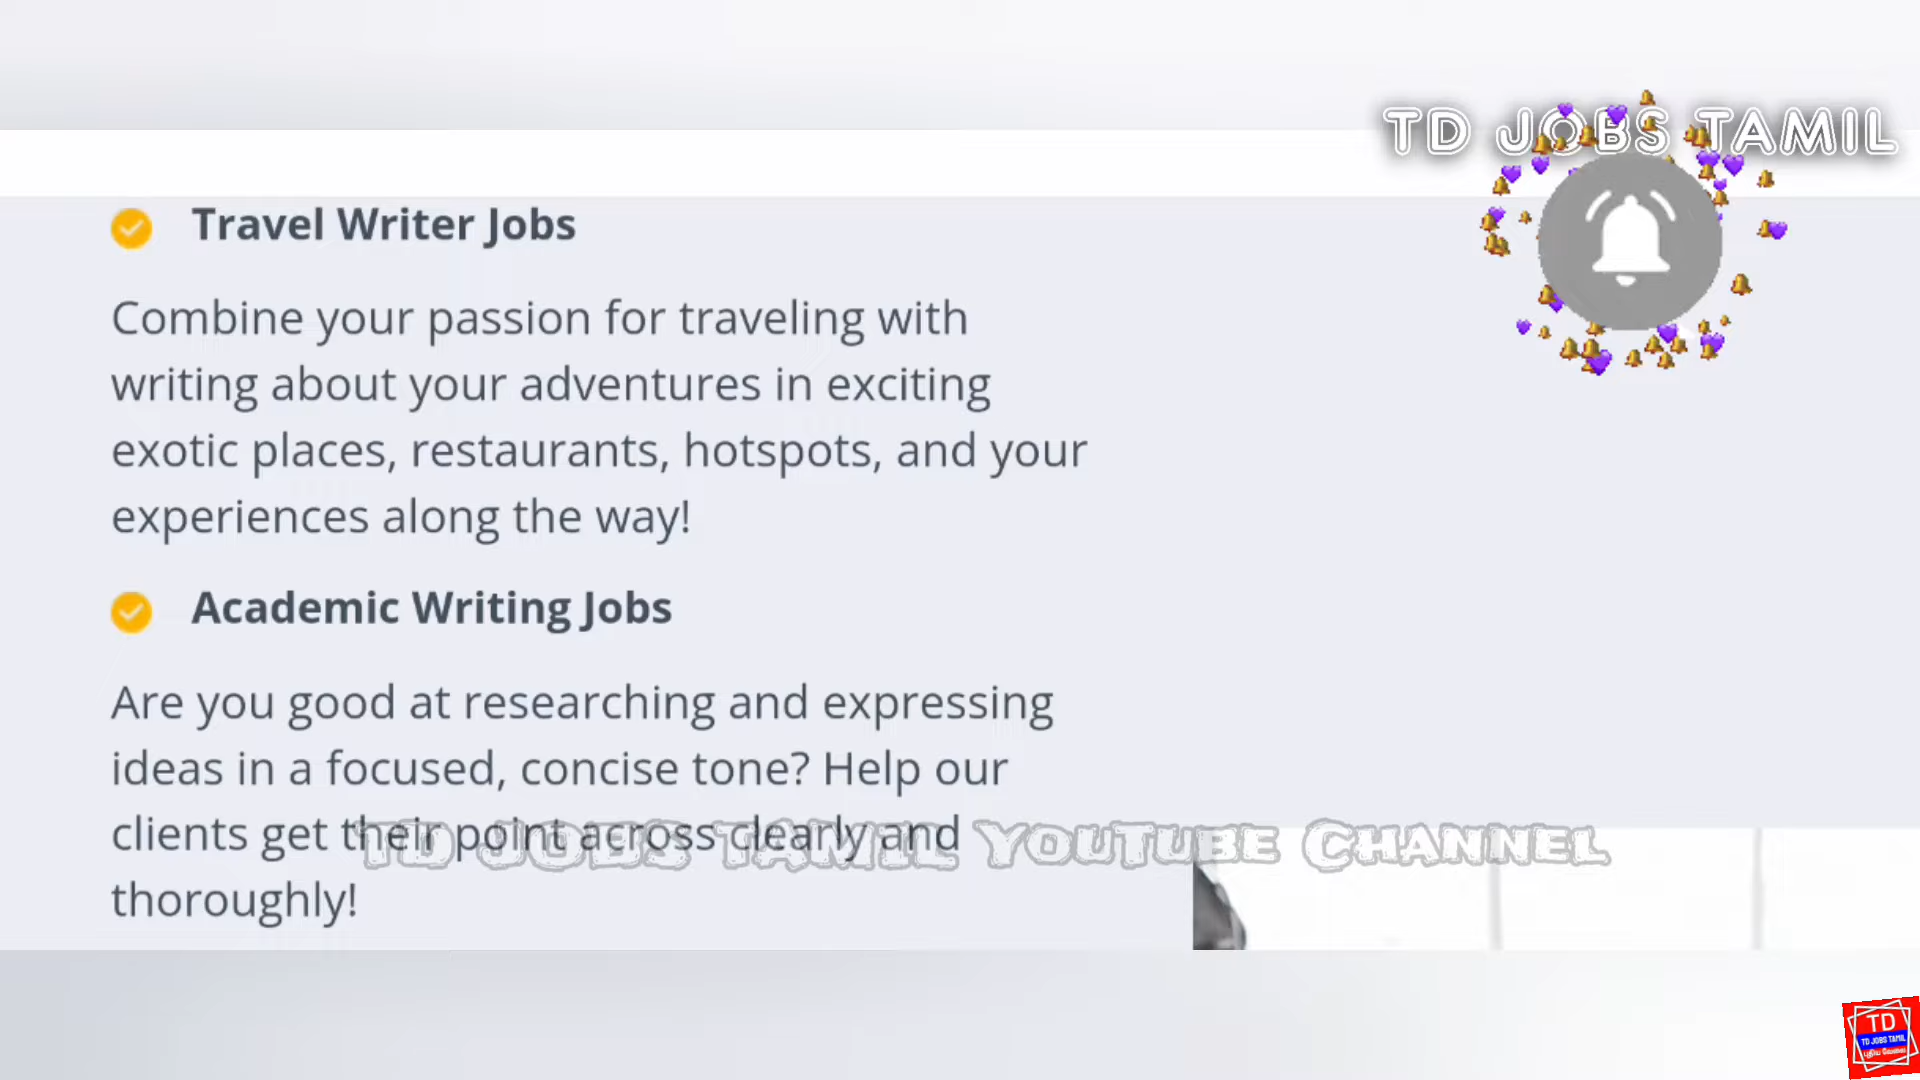 TD JOBS TAMIL
Travel Writer Jobs
Combine your passion for traveling with
writing about your adventures in exciting
exotic places, restaurants, hotspots, and your
experiences along the way!
Academic Writing Jobs
Are you good at researching and expressing
ideas in a focused, concise tone? Help our
clients get their point across clearly and
thoroughly!
TD JOBS TAMIL YouTube Channel
TD
TD JOBS TAMIL